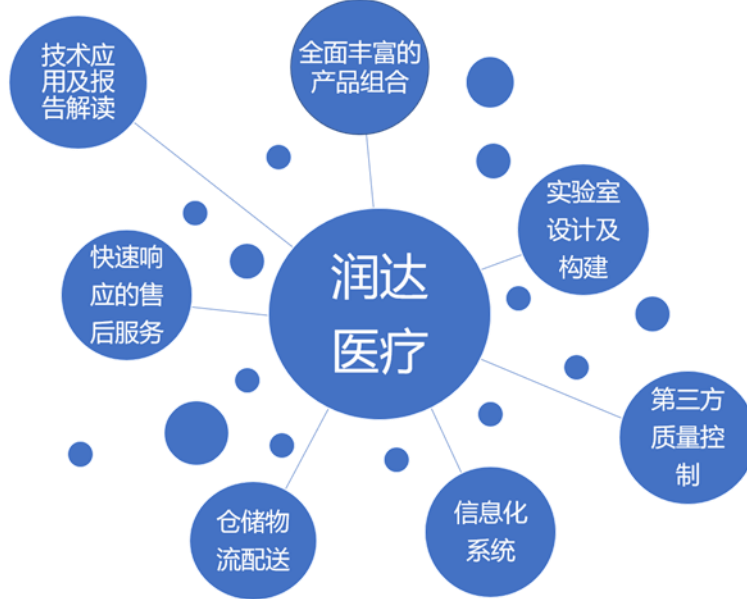 技术应
用及报
告解读
全面丰富的
产品组合
实验室
设计及
构建
快速响
应的售
后服务
润达
医疗
第三方
质量控
制
仓储物
流配送
信息化
系统